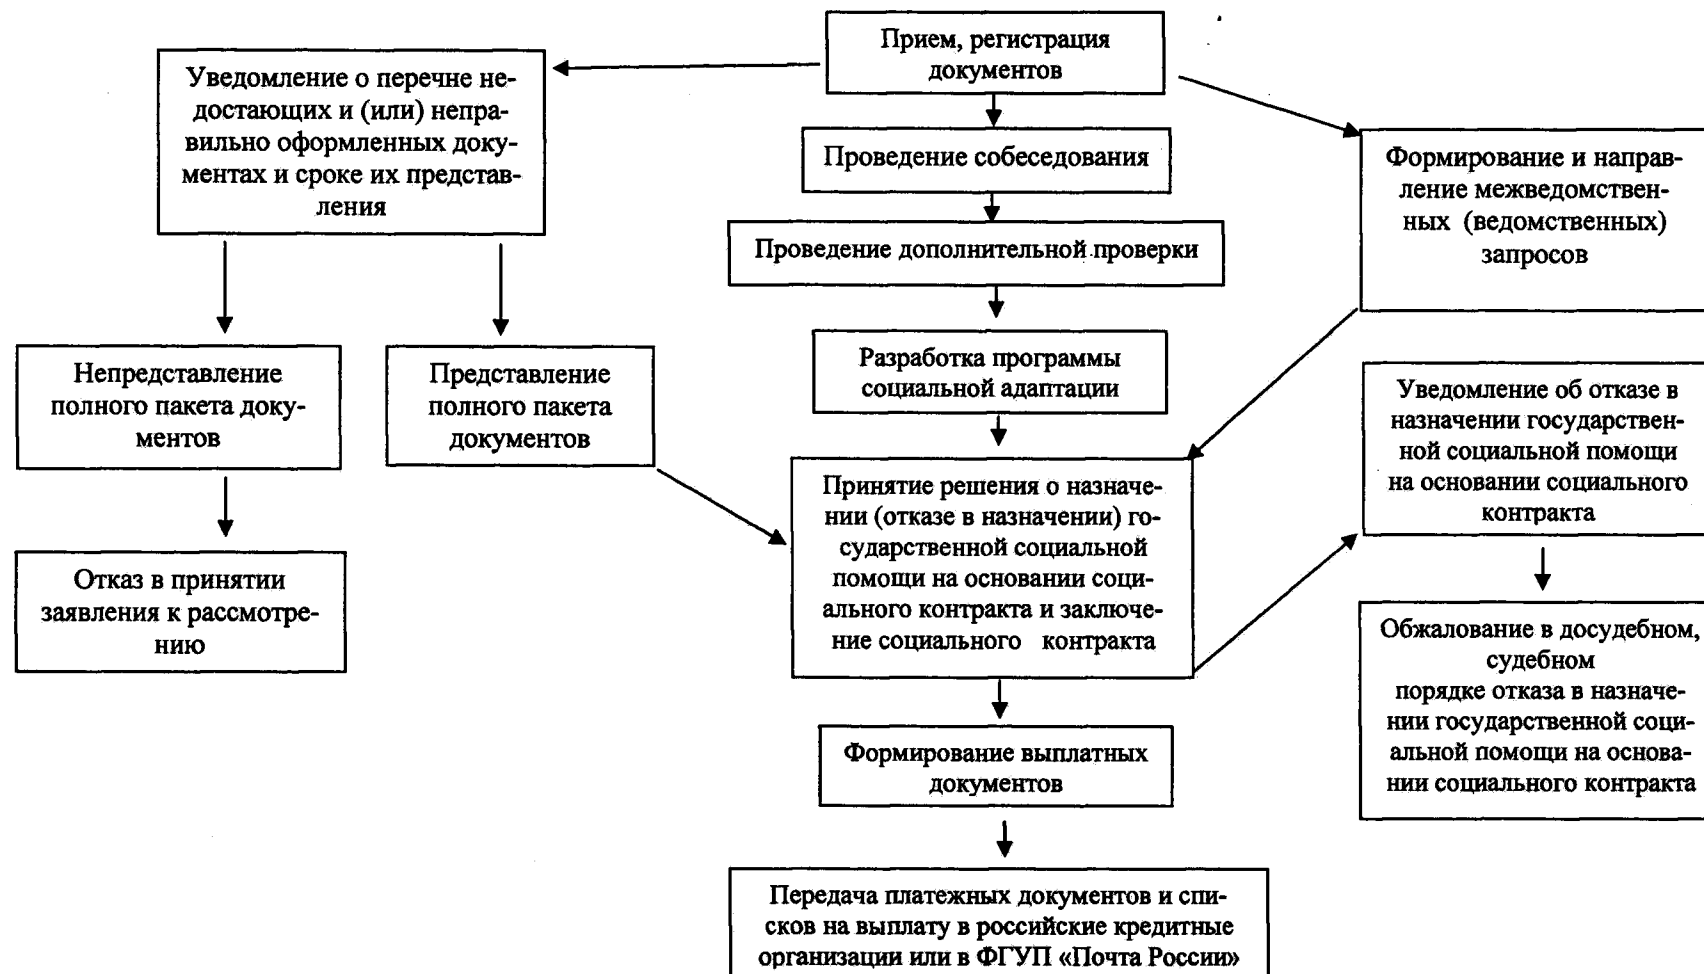 Прием, регистрация
документов
Уведомление о перечне не-
достающих и (или) непра-
вильно оформленных доку-
ментах и сроке их представ-
ления
Проведение собеседования
Формирование и направ-
ление межведомствен-
ных (ведомственных)
запросов
Проведение дополнительной проверки
Непредставление
полного пакета доку-
ментов
Представление
полного пакета
документов
Разработка программы
социальной адаптации
Уведомление об отказе в
назначении государствен-
ной социальной помощи
на основании социального
контракта
Принятие решения о назначе-
нии (отказе в назначении) го-
сударственной социальной
помощи на основании соци-
ального контракта и заключе-
ние социального контракта
Отказ в принятии
заявления к рассмотре-
нию
Обжалование в досудебном,
судебном
порядке отказа в назначе-
нии государственной соци-
альной помощи на основа-
нии социального контракта
Формирование выплатных
документов
Передача платежных документов и спи-
сков на выплату в российские кредитные
организации или в ФГУП «Почта России»